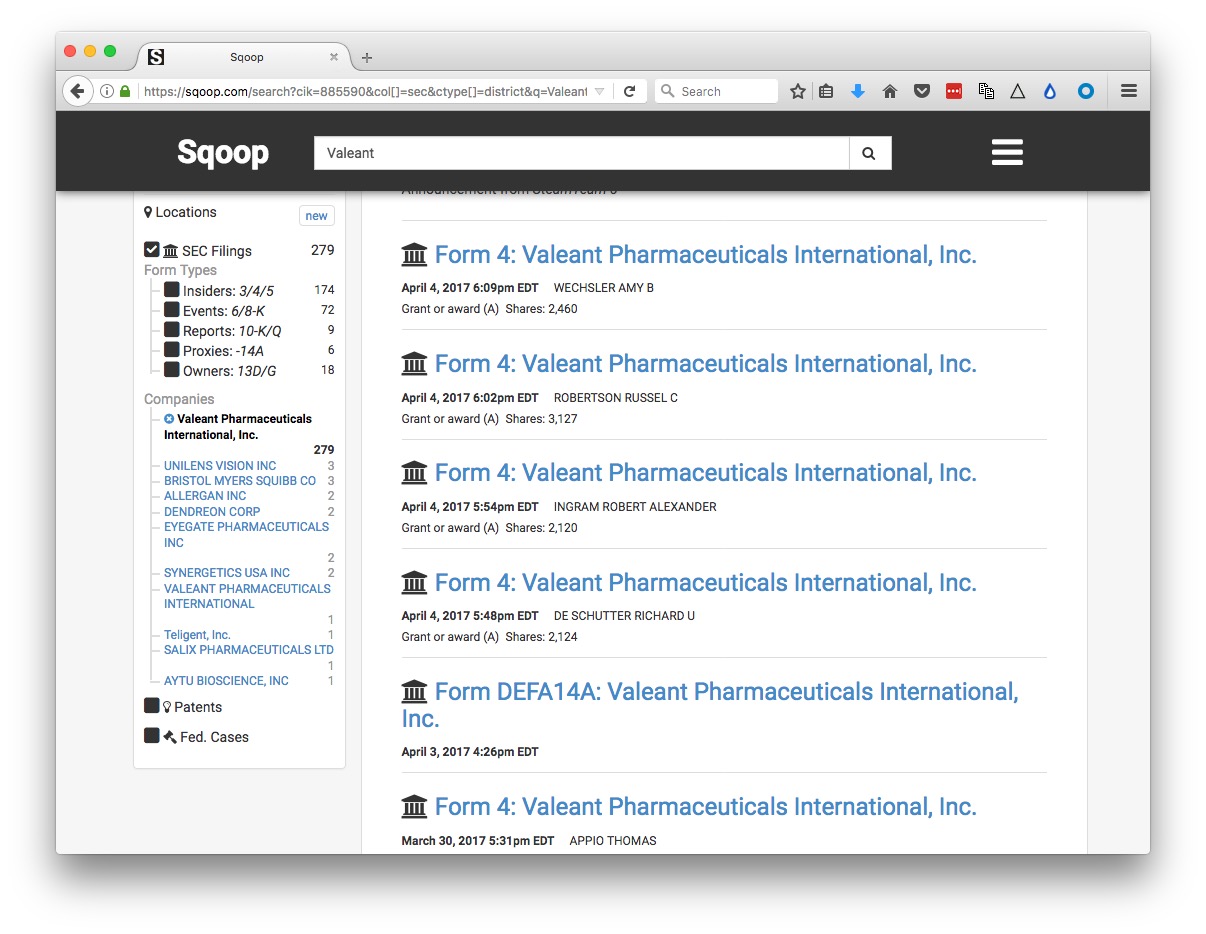 Sqoop
https://sqoop.com/search?cik=885590&col[]=sec&ctype[]=district&q=Valeant
Search
Sqoop
Valeant
Locations
new
SEC Filings 279
Form Types
Insiders: 3/4/5 174
Events: 6/8-K 72
Reports: 10-K/Q 9
Proxies: -14A 6
Owners: 13D/G 18
Companies
Valeant Pharmaceuticals
International, Inc.
279
UNILENS VISION INC 3
BRISTOL MYERS SQUIBB CO 3
ALLERGAN INC 2
DENDREON CORP 2
EYEGATE PHARMACEUTICALS
INC
2
SYNERGETICS USA INC 2
VALEANT PHARMACEUTICALS
INTERNATIONAL
1
Teligent, Inc. 1
SALIX PHARMACEUTICALS LTD
1
AYTU BIOSCIENCE, INC 1
Patents
Fed. Cases
Announcement from
Form 4: Valeant Pharmaceuticals International, Inc.
April 4, 2017 6:09pm EDT WECHSLER AMY B
Grant or award (A) Shares: 2,460
Form 4: Valeant Pharmaceuticals International, Inc.
April 4, 2017 6:02pm EDT ROBERTSON RUSSEL C
Grant or award (A) Shares: 3,127
Form 4: Valeant Pharmaceuticals International, Inc.
April 4, 2017 5:54pm EDT INGRAM ROBERT ALEXANDER
Grant or award (A) Shares: 2,120
Form 4: Valeant Pharmaceuticals International, Inc.
April 4, 2017 5:48pm EDT DE SCHUTTER RICHARD U
Grant or award (A) Shares: 2,124
Form DEFA14A: Valeant Pharmaceuticals International,
Inc.
April 3, 2017 4:26pm EDT
Form 4: Valeant Pharmaceuticals International, Inc.
March 30, 2017 5:31pm EDT APPIO THOMAS